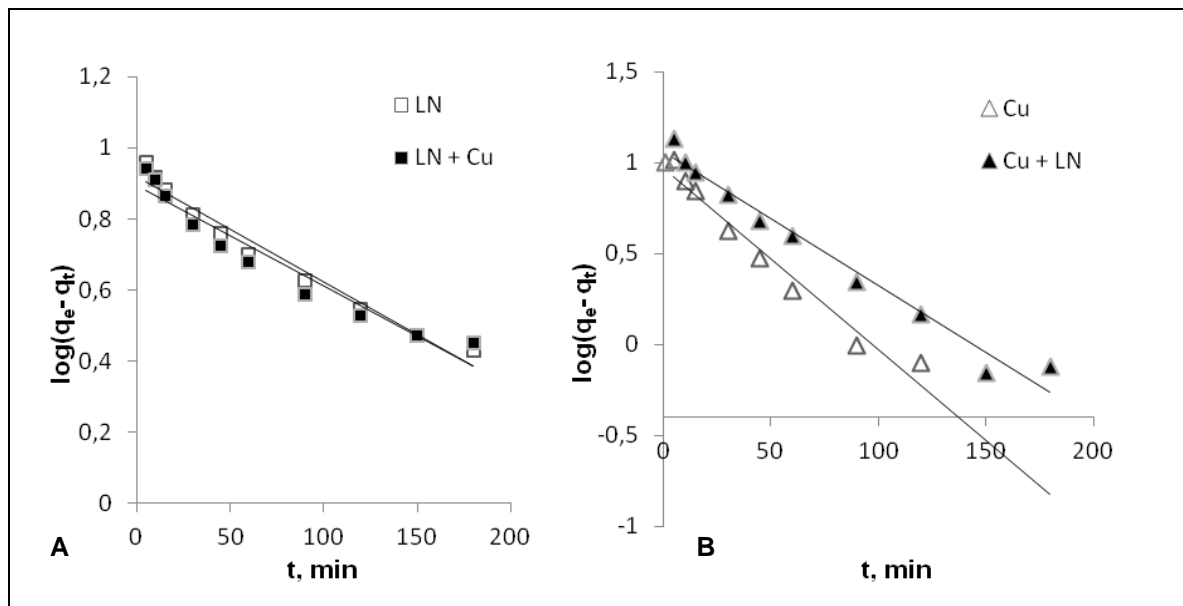 1,2
1
0,8
0,6
0,4
0,2
0
0 50 100 150 200
log(qₑ- qₜ)
t, min
LN
LN + Cu
A
1,5
1
0,5
0
-0,5
-1
0 50 100 150 200
log(qₑ- qₜ)
t, min
Cu
Cu + LN
B